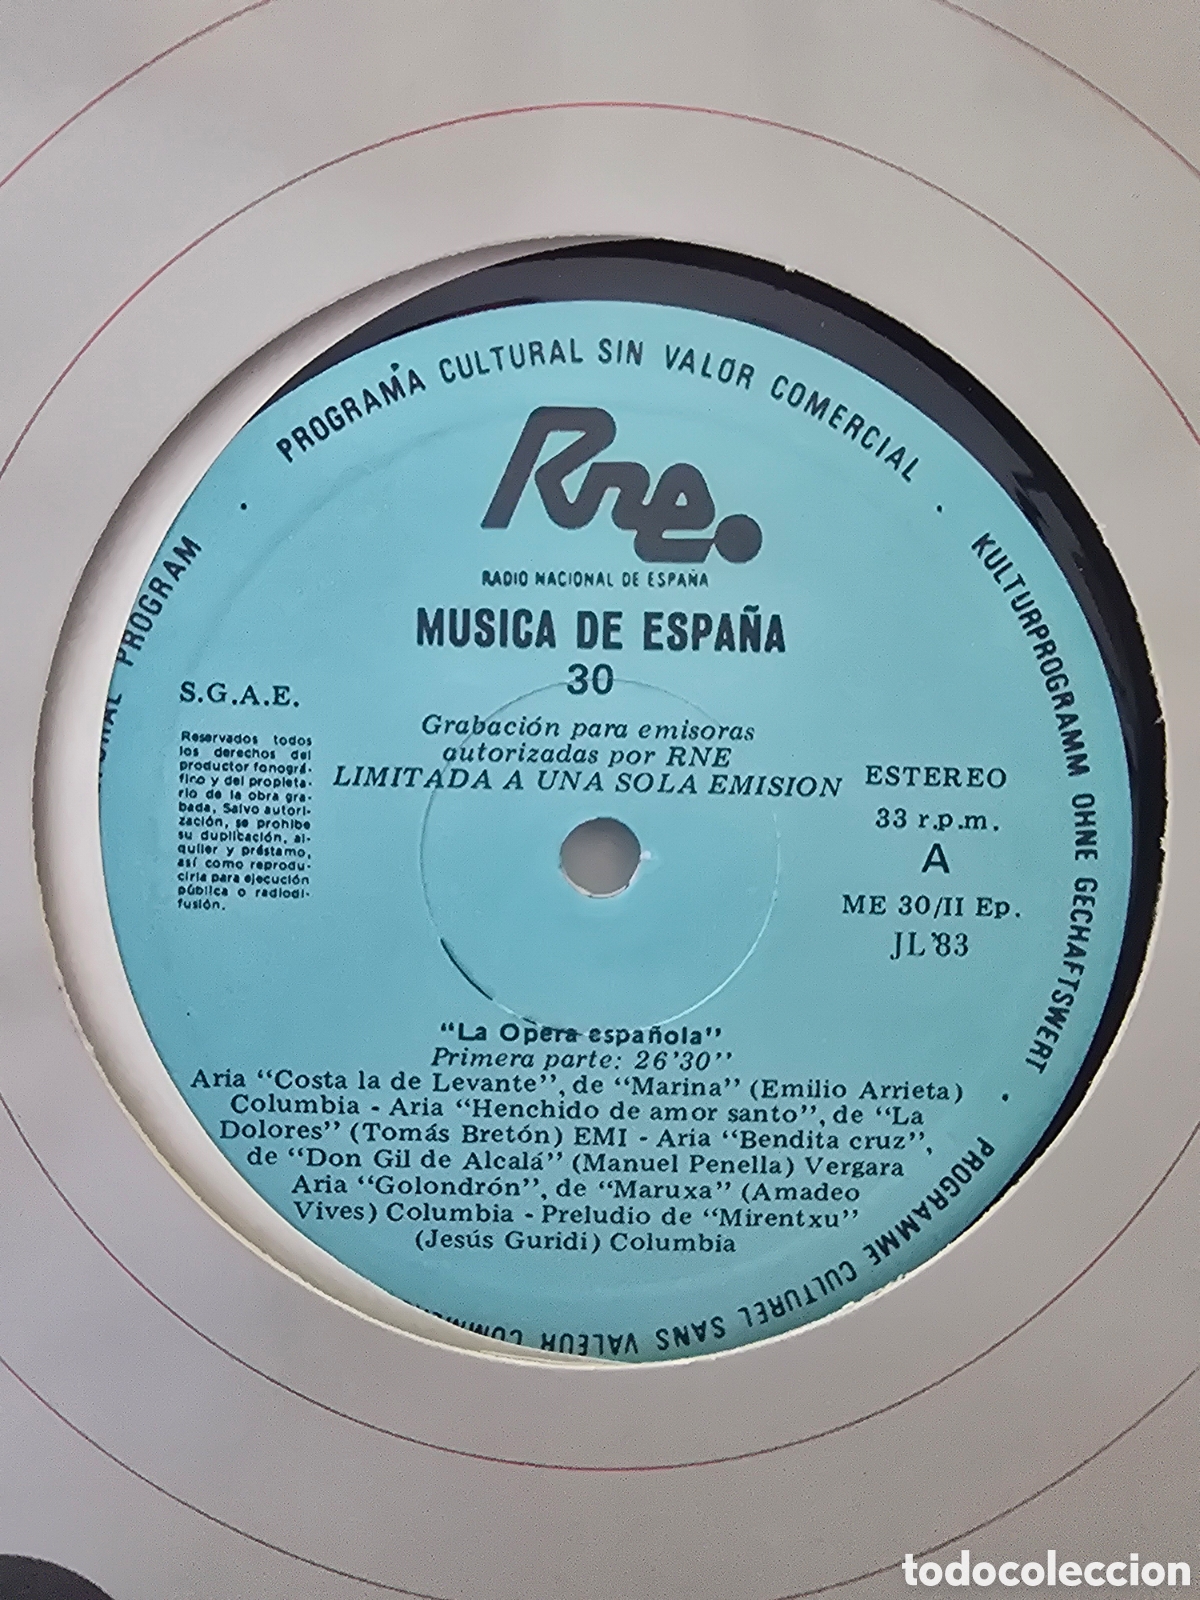 PROGRAMA CULTURAL SIN VALOR COMERCIAL
· KULTURPROGRAMM OHNE GECHAFTSWERT ·
PROGRAMME CULTUREL SANS VALEUR
PROGRAM ·
Rne.
RADIO NACIONAL DE ESPAÑA
MUSICA DE ESPAÑA
30
S.G.A.E.
Reservados todos
los derechos del
productor fonográ-
fico y del propieta-
rio de la obra gra-
bada, Salvo autori-
zación, se prohibe
su duplicación, al-
quiler y préstamo,
así como reprodu-
cirla para ejecución
pública o radiodi-
fusión.
Grabación para emisoras
autorizadas por RNE
LIMITADA A UNA SOLA EMISION
ESTEREO
33 r.p.m.
A
ME 30/II Ep.
JL'83
"La Opera española"
Primera parte: 26'30''
Aria "Costa la de Levante", de "Marina" (Emilio Arrieta)
Columbia - Aria "Henchido de amor santo", de "La
Dolores" (Tomás Bretón) EMI - Aria "Bendita cruz",
de "Don Gil de Alcalá" (Manuel Penella) Vergara
Aria "Golondrón", de "Maruxa" (Amadeo
Vives) Columbia - Preludio de "Mirentxu"
(Jesús Guridi) Columbia
todocoleccion